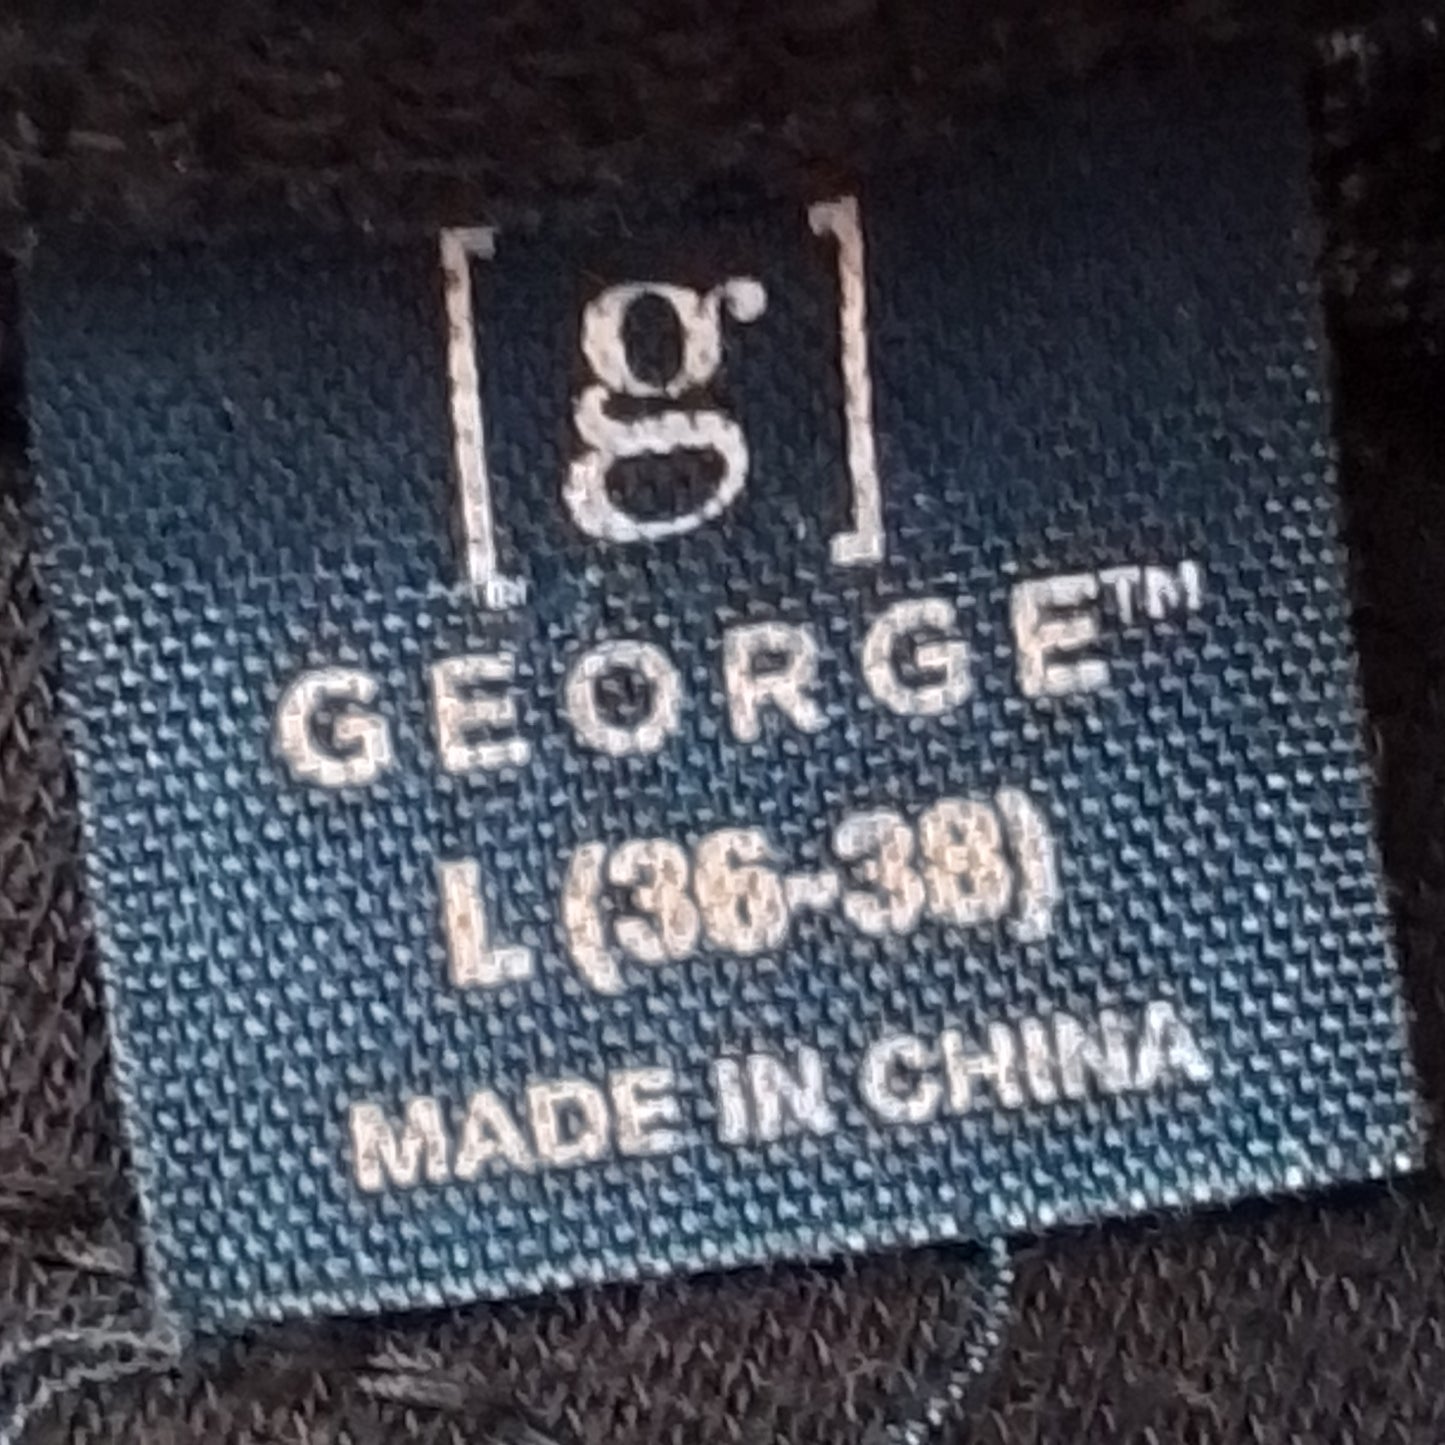 [g]
GEORGE™
L (36-38)
MADE IN CHINA